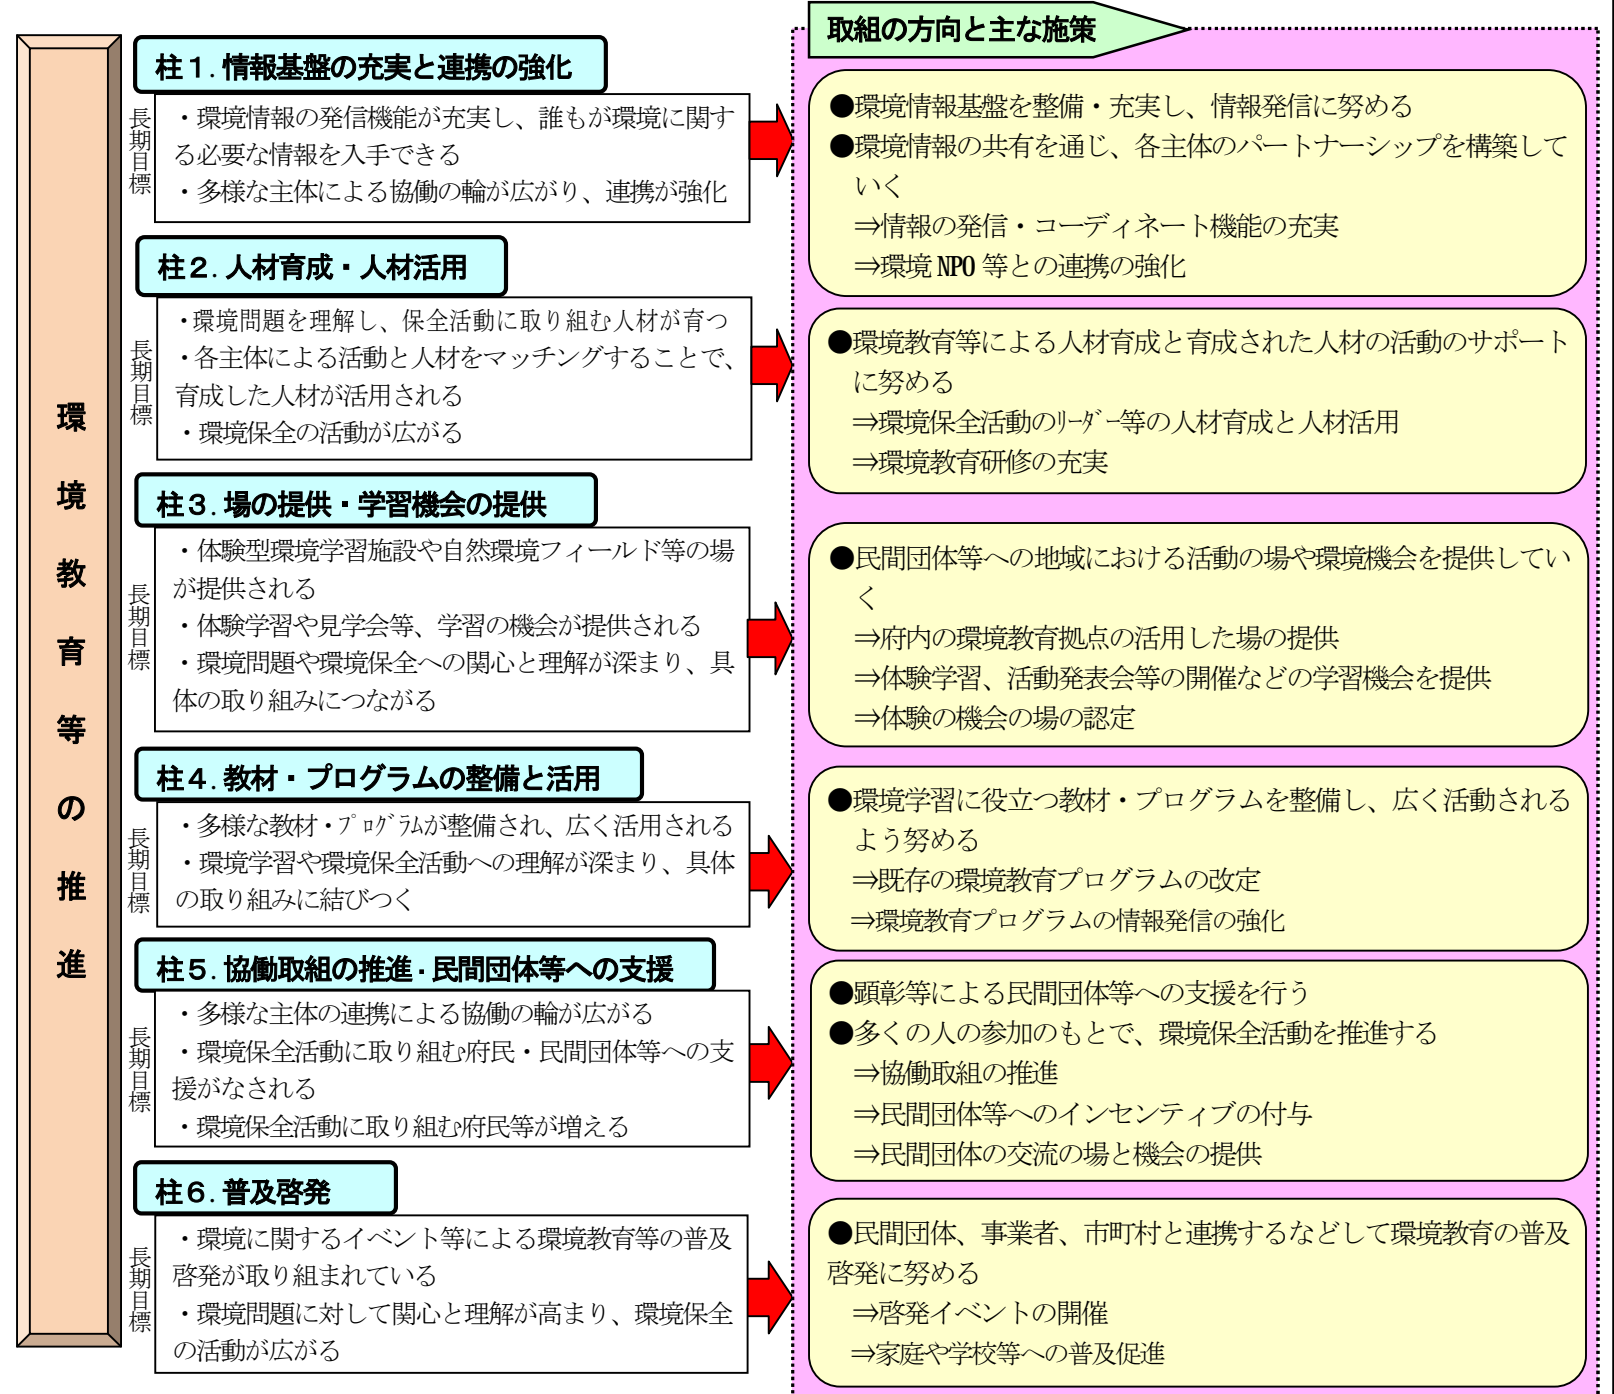 環境教育等の推進
取組の方向と主な施策
柱１．情報基盤の充実と連携の強化
長期目標
・環境情報の発信機能が充実し、誰もが環境に関す
る必要な情報を入手できる
・多様な主体による協働の輪が広がり、連携が強化
●環境情報基盤を整備・充実し、情報発信に努める
●環境情報の共有を通じ、各主体のパートナーシップを構築して
いく
⇒情報の発信・コーディネート機能の充実
⇒環境 NPO 等との連携の強化
柱２．人材育成・人材活用
長期目標
・環境問題を理解し、保全活動に取り組む人材が育つ
・各主体による活動と人材をマッチングすることで、
育成した人材が活用される
・環境保全の活動が広がる
●環境教育等による人材育成と育成された人材の活動のサポート
に努める
⇒環境保全活動のﾘｰﾀﾞｰ等の人材育成と人材活用
⇒環境教育研修の充実
柱３．場の提供・学習機会の提供
長期目標
・体験型環境学習施設や自然環境フィールド等の場
が提供される
・体験学習や見学会等、学習の機会が提供される
・環境問題や環境保全への関心と理解が深まり、具
体の取り組みにつながる
●民間団体等への地域における活動の場や環境機会を提供してい
く
⇒府内の環境教育拠点の活用した場の提供
⇒体験学習、活動発表会等の開催などの学習機会を提供
⇒体験の機会の場の認定
柱４．教材・プログラムの整備と活用
長期目標
・多様な教材・ﾌﾟﾛｸﾞﾗﾑが整備され、広く活用される
・環境学習や環境保全活動への理解が深まり、具体
の取り組みに結びつく
●環境学習に役立つ教材・プログラムを整備し、広く活動される
よう努める
⇒既存の環境教育プログラムの改定
⇒環境教育プログラムの情報発信の強化
柱５．協働取組の推進・民間団体等への支援
長期目標
・多様な主体の連携による協働の輪が広がる
・環境保全活動に取り組む府民・民間団体等への支
援がなされる
・環境保全活動に取り組む府民等が増える
●顕彰等による民間団体等への支援を行う
●多くの人の参加のもとで、環境保全活動を推進する
⇒協働取組の推進
⇒民間団体等へのインセンティブの付与
⇒民間団体の交流の場と機会の提供
柱６．普及啓発
長期目標
・環境に関するイベント等による環境教育等の普及
啓発が取り組まれている
・環境問題に対して関心と理解が高まり、環境保全
の活動が広がる
●民間団体、事業者、市町村と連携するなどして環境教育の普及
啓発に努める
⇒啓発イベントの開催
⇒家庭や学校等への普及促進